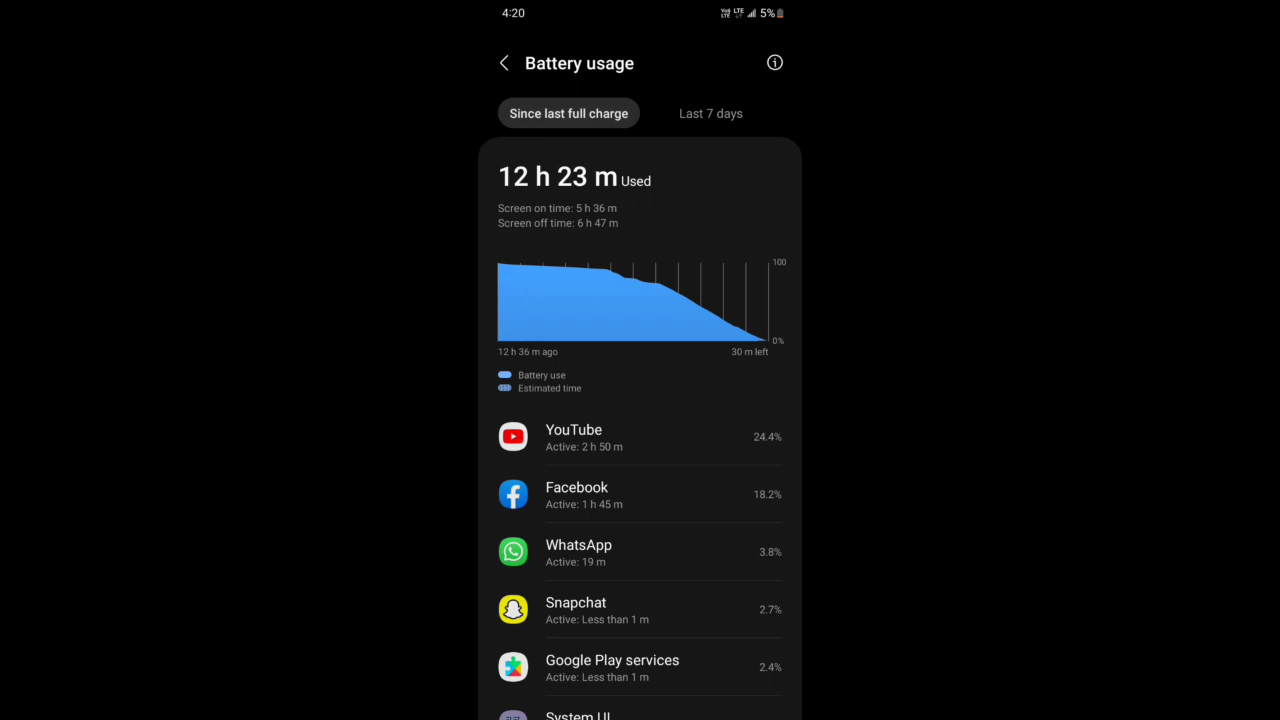 4:20
Vo) LTE LTE 5%
Battery usage
Since last full charge
Last 7 days
12 h 23 m Used
Screen on time: 5 h 36 m
Screen off time: 6 h 47 m
100
0%
12 h 36 m ago
30 m left
Battery use
Estimated time
YouTube
Active: 2 h 50 m
24.4%
Facebook
Active: 1 h 45 m
18.2%
WhatsApp
Active: 19 m
3.8%
Snapchat
Active: Less than 1 m
2.7%
Google Play services
Active: Less than 1 m
2.4%
System UI